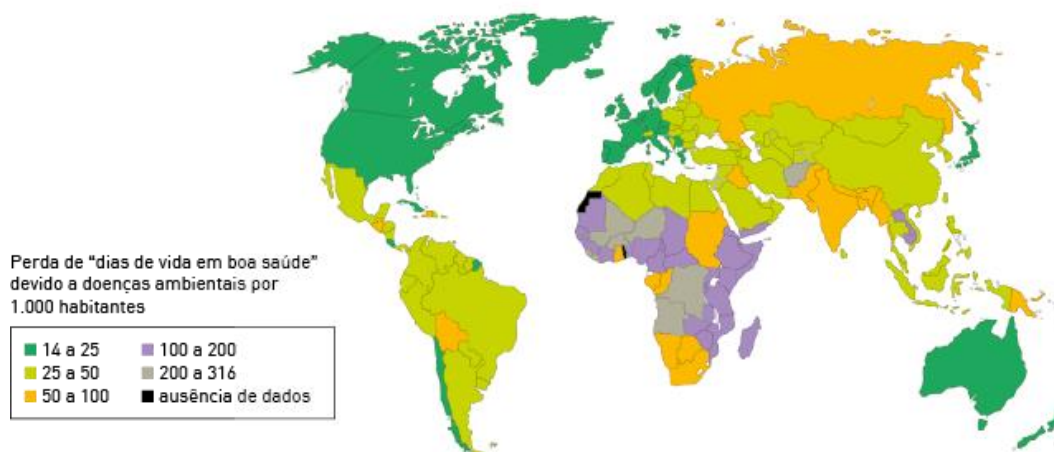 Perda de “dias de vida em boa saúde”
devido a doenças ambientais por
1.000 habitantes
14 a 25
25 a 50
50 a 100
100 a 200
200 a 316
ausência de dados